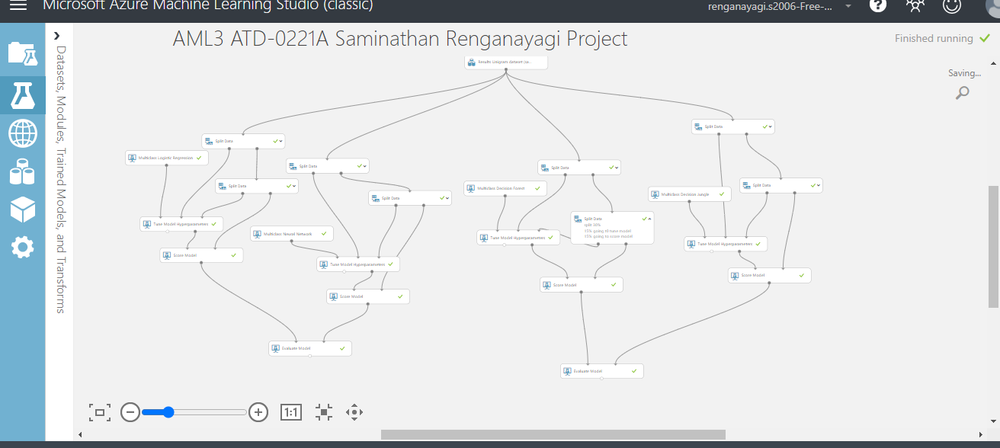 Microsoft Azure Machine Learning Studio (classic)
renganayagi.s2006-Free-...
AML3 ATD-0221A Saminathan Renganayagi Project
Finished running
Saving...
Datasets, Modules, Trained Models, and Transforms
Results Unigram dataset
Split Data
Split Data
Multiclass Logistic Regression
Split Data
Split Data
Split Data
Split Data
Multiclass Decision Forest
Split Data
Multiclass Decision Jungle
Split Data
Split Data
split 30%
15% going to tune model
15% going to score model
Tune Model Hyperparameters
Multiclass Neural Network
Tune Model Hyperparameters
Tune Model Hyperparameters
Score Model
Tune Model Hyperparameters
Score Model
Score Model
Score Model
Evaluate Model
Evaluate Model
1:1